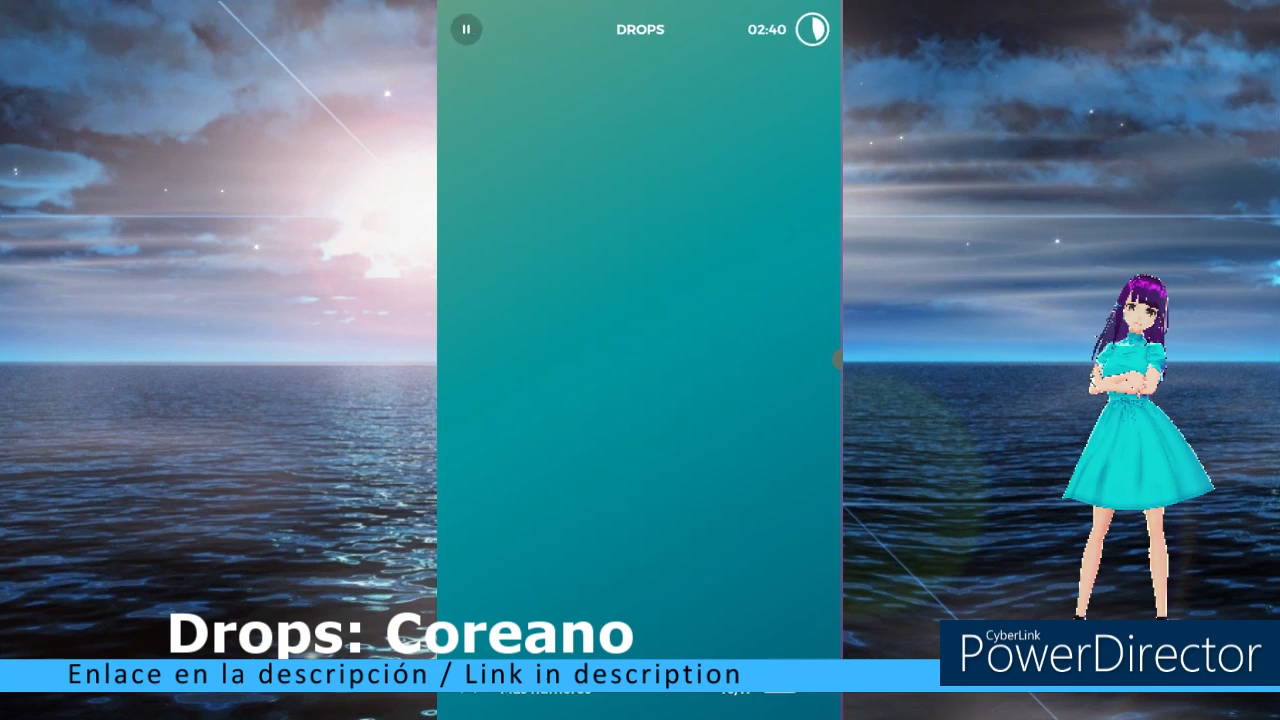 DROPS
02:40
Drops: Coreano
Enlace en la descripción / Link in description
CyberLink
PowerDirector